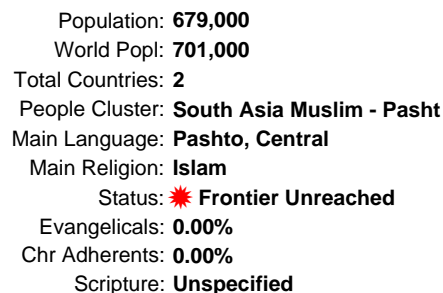 Population: 679,000
World Popl: 701,000
Total Countries: 2
People Cluster: South Asia Muslim - Pasht
Main Language: Pashto, Central
Main Religion: Islam
Status: Frontier Unreached
Evangelicals: 0.00%
Chr Adherents: 0.00%
Scripture: Unspecified